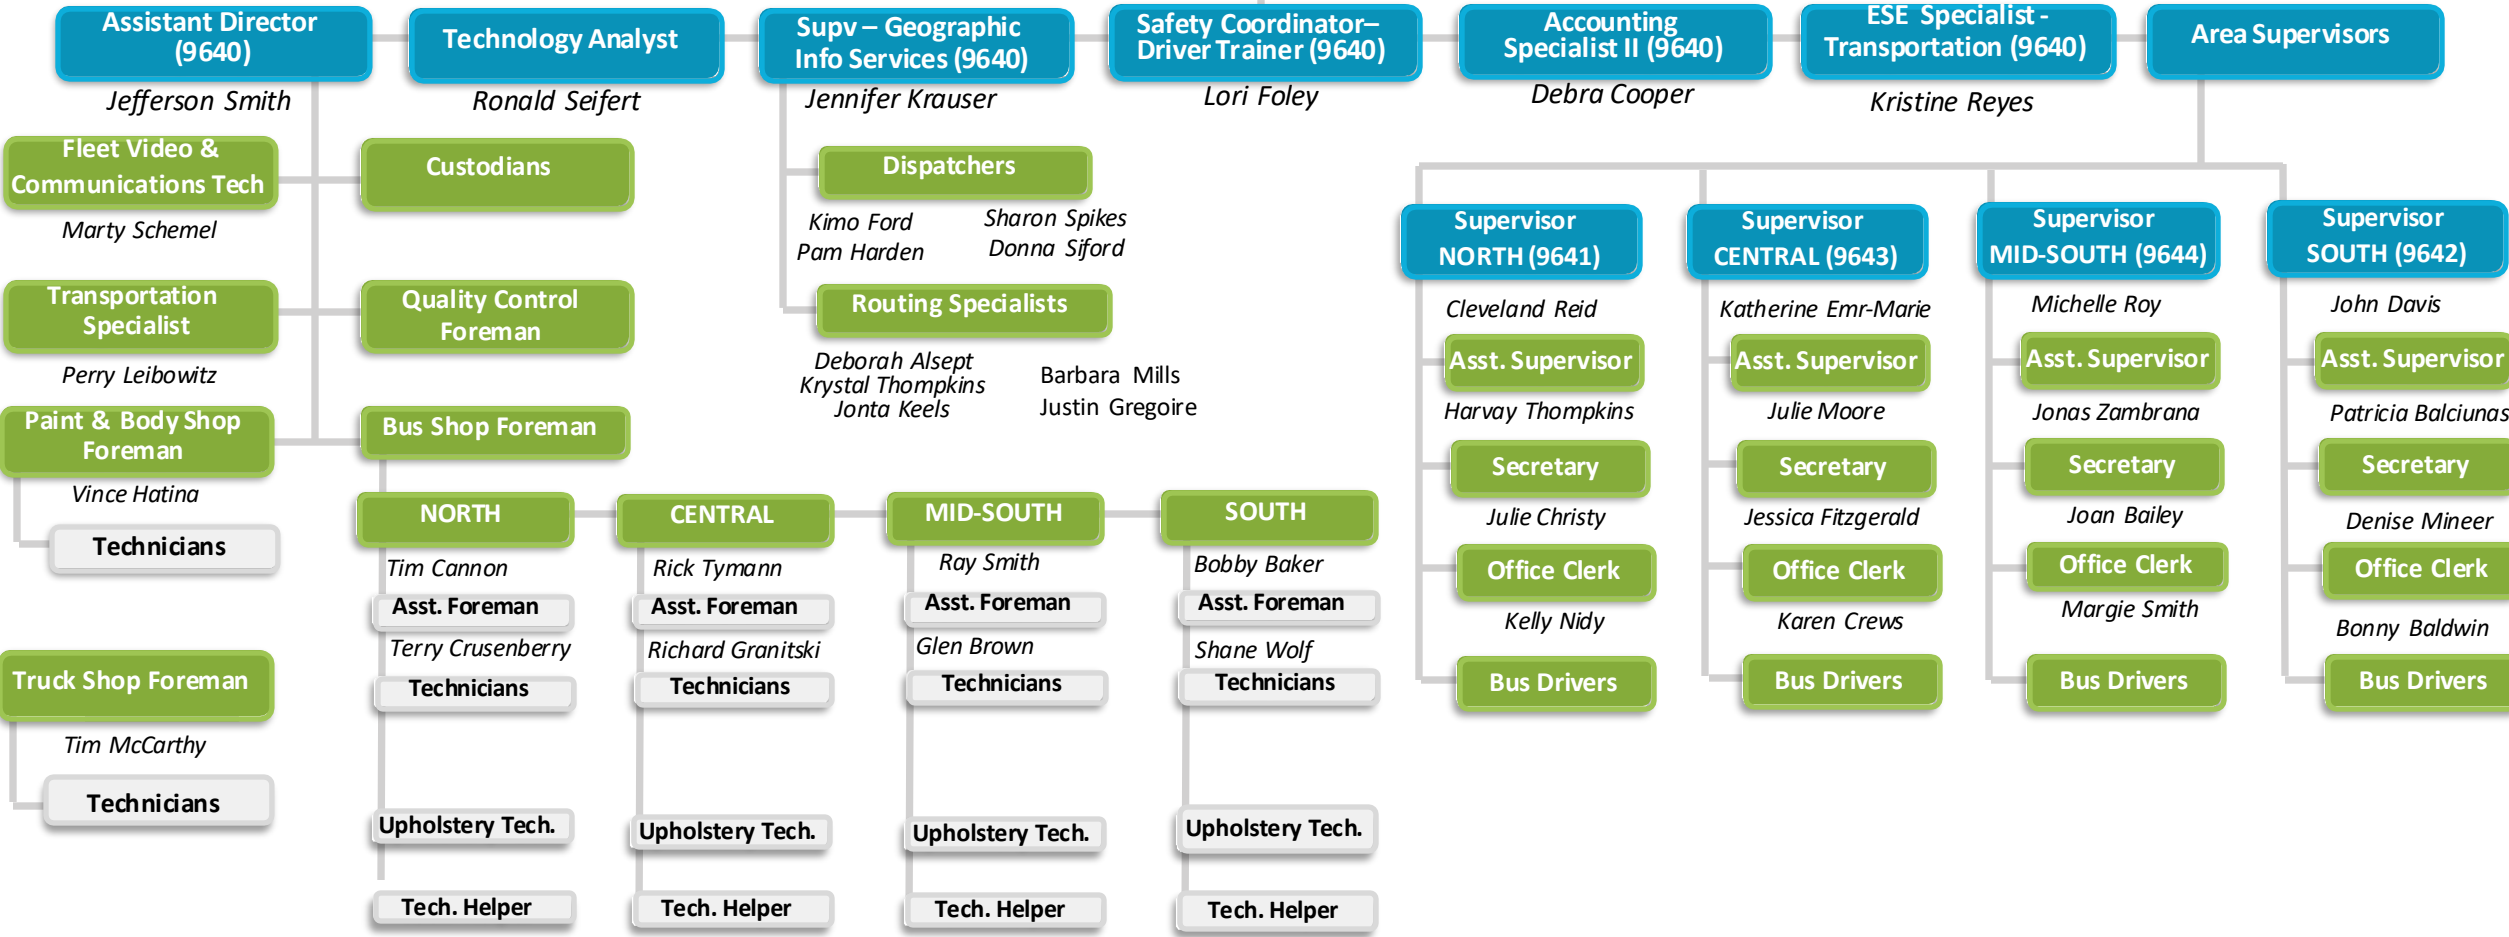 Assistant Director
(9640)
Jefferson Smith
Technology Analyst
Ronald Seifert
Supv – Geographic
Info Services (9640)
Jennifer Krauser
Safety Coordinator–
Driver Trainer (9640)
Lori Foley
Accounting
Specialist II (9640)
Debra Cooper
ESE Specialist -
Transportation (9640)
Kristine Reyes
Area Supervisors
Fleet Video &
Communications Tech
Marty Schemel
Custodians
Transportation
Specialist
Perry Leibowitz
Quality Control
Foreman
Paint & Body Shop
Foreman
Vince Hatina
Technicians
Bus Shop Foreman
Truck Shop Foreman
Tim McCarthy
Technicians
Dispatchers
Kimo Ford
Pam Harden
Sharon Spikes
Donna Siford
Routing Specialists
Deborah Alsept
Krystal Thompkins
Jonta Keels
Barbara Mills
Justin Gregoire
NORTH
Tim Cannon
Asst. Foreman
Terry Crusenberry
Technicians
Upholstery Tech.
Tech. Helper
CENTRAL
Rick Tymann
Asst. Foreman
Richard Granitski
Technicians
Upholstery Tech.
Tech. Helper
MID-SOUTH
Ray Smith
Asst. Foreman
Glen Brown
Technicians
Upholstery Tech.
Tech. Helper
SOUTH
Bobby Baker
Asst. Foreman
Shane Wolf
Technicians
Upholstery Tech.
Tech. Helper
Supervisor
NORTH (9641)
Cleveland Reid
Asst. Supervisor
Harvay Thompkins
Secretary
Julie Christy
Office Clerk
Kelly Nidy
Bus Drivers
Supervisor
CENTRAL (9643)
Katherine Emr-Marie
Asst. Supervisor
Julie Moore
Secretary
Jessica Fitzgerald
Office Clerk
Karen Crews
Bus Drivers
Supervisor
MID-SOUTH (9644)
Michelle Roy
Asst. Supervisor
Jonas Zambrana
Secretary
Joan Bailey
Office Clerk
Margie Smith
Bus Drivers
Supervisor
SOUTH (9642)
John Davis
Asst. Supervisor
Patricia Balciunas
Secretary
Denise Mineer
Office Clerk
Bonny Baldwin
Bus Drivers